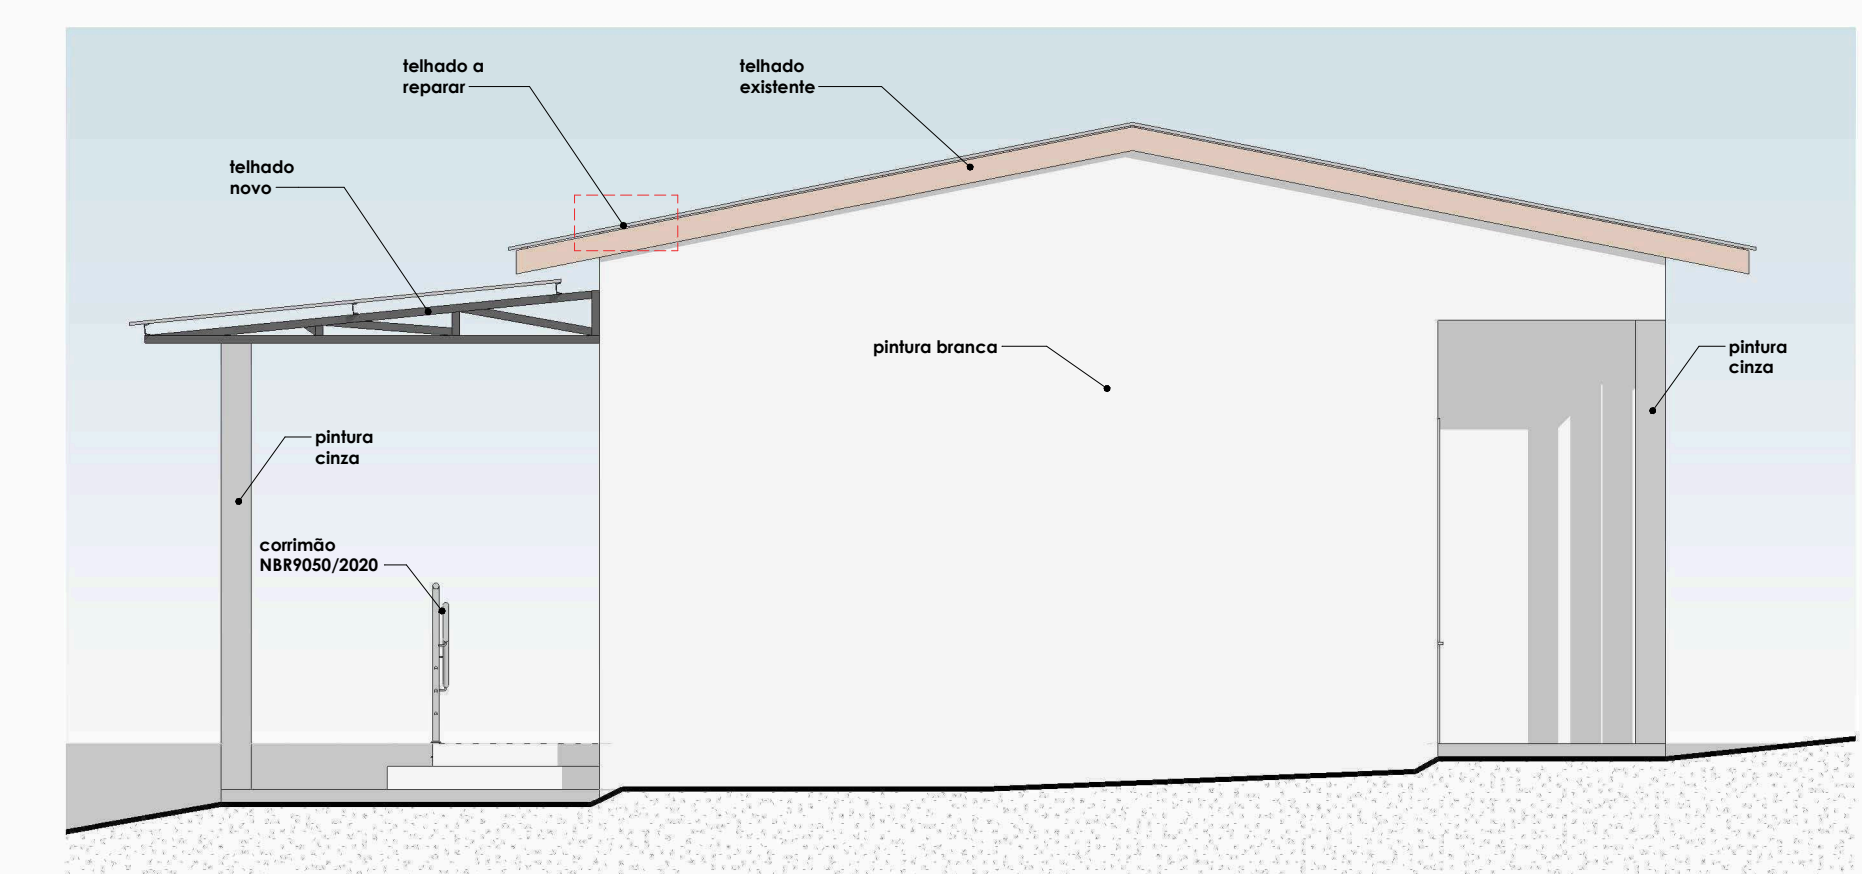 telhado a
reparar
telhado
existente
telhado
novo
pintura branca
pintura
cinza
pintura
cinza
corrimão
NBR9050/2020